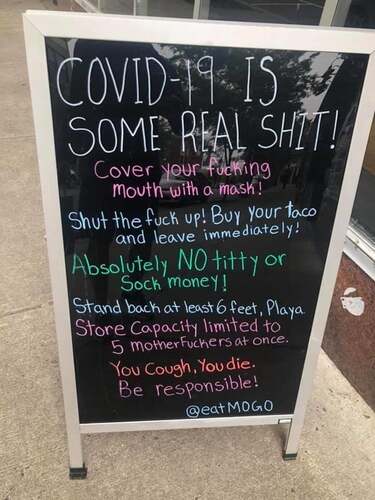 COVID-19 IS
SOME REAL SHIT!
Cover your fucking
mouth with a mask!
Shut the fuck up! Buy your taco
and leave immediately!
Absolutely NO titty or
Sock money!
Stand back at least 6 feet, Playa.
Store Capacity limited to
5 motherfuckers at once.
You Cough, You die.
Be responsible!
@eatMOGO